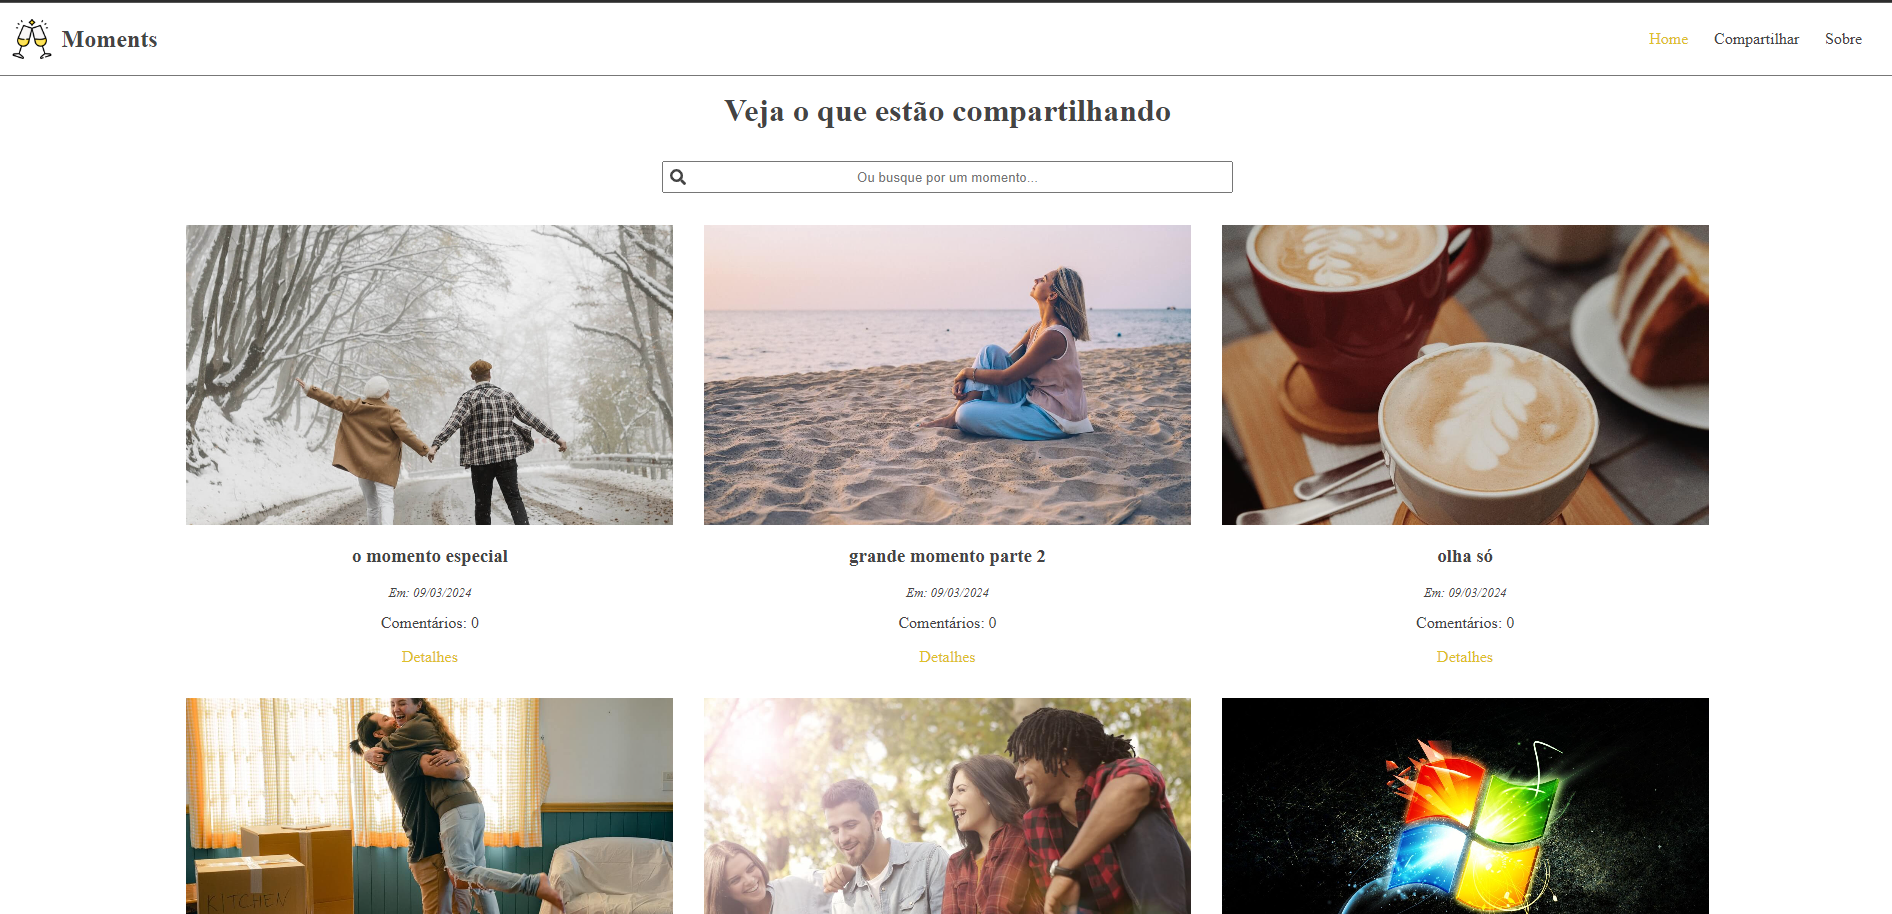 Moments
Home
Compartilhar
Sobre
Veja o que estão compartilhando
Ou busque por um momento...
o momento especial
Em: 09/03/2024
Comentários: 0
Detalhes
grande momento parte 2
Em: 09/03/2024
Comentários: 0
Detalhes
olha só
Em: 09/03/2024
Comentários: 0
Detalhes
KITCHEN